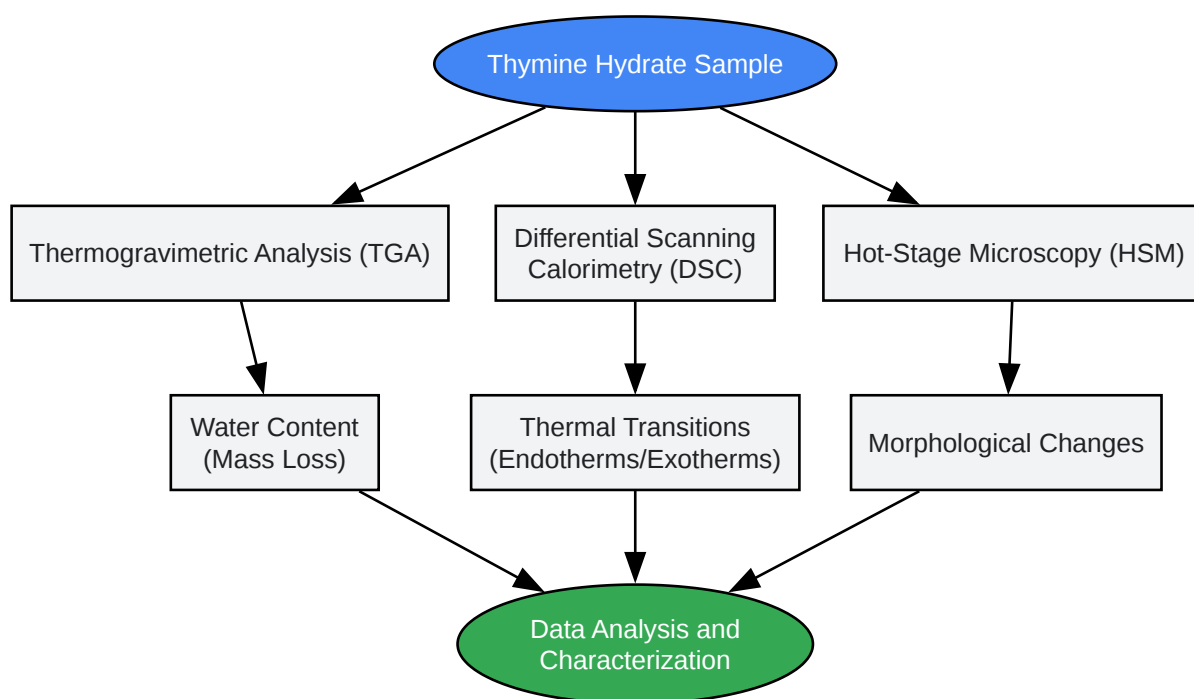 Thymine Hydrate Sample
Thermogravimetric Analysis (TGA)
Differential Scanning
Calorimetry (DSC)
Hot-Stage Microscopy (HSM)
Water Content
(Mass Loss)
Thermal Transitions
(Endotherms/Exotherms)
Morphological Changes
Data Analysis and
Characterization